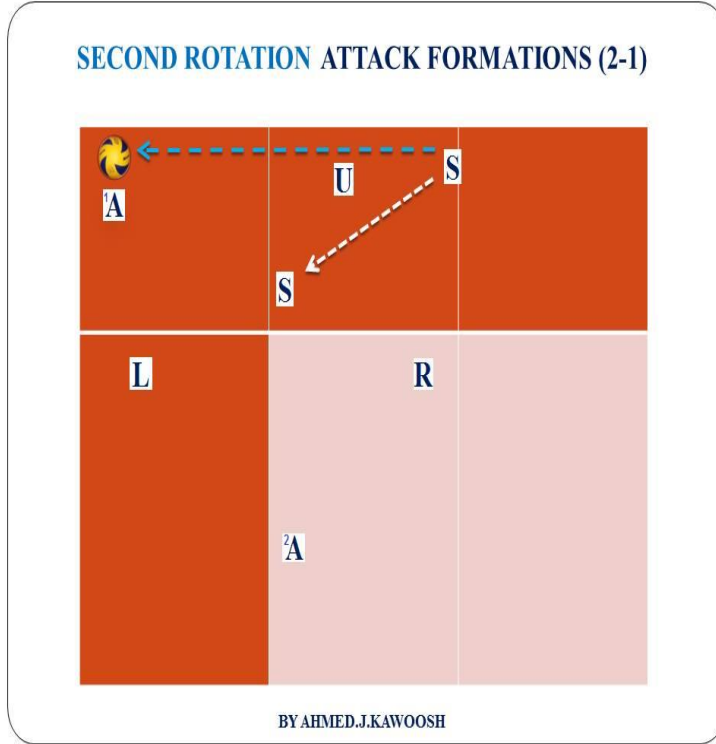 SECOND ROTATION ATTACK FORMATIONS (2-1)
S
U
¹A
S
L
R
²A
BY AHMED.J.KAWOOSH